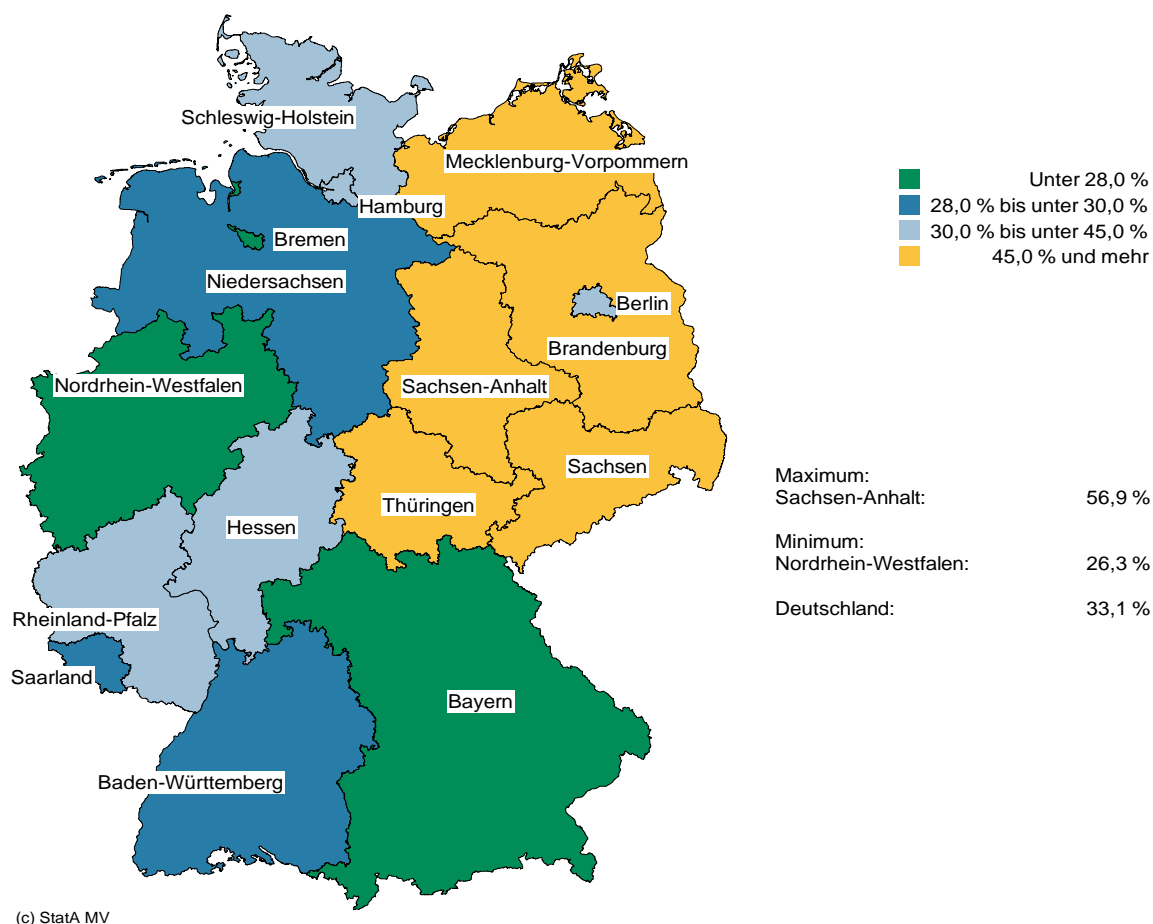 Schleswig-Holstein
Mecklenburg-Vorpommern
Hamburg
Bremen
Niedersachsen
Berlin
Brandenburg
Nordrhein-Westfalen
Sachsen-Anhalt
Sachsen
Thüringen
Hessen
Rheinland-Pfalz
Saarland
Bayern
Baden-Württemberg
Unter 28,0 %
28,0 % bis unter 30,0 %
30,0 % bis unter 45,0 %
45,0 % und mehr
Maximum:
Sachsen-Anhalt: 56,9 %
Minimum:
Nordrhein-Westfalen: 26,3 %
Deutschland: 33,1 %
(c) StatA MV